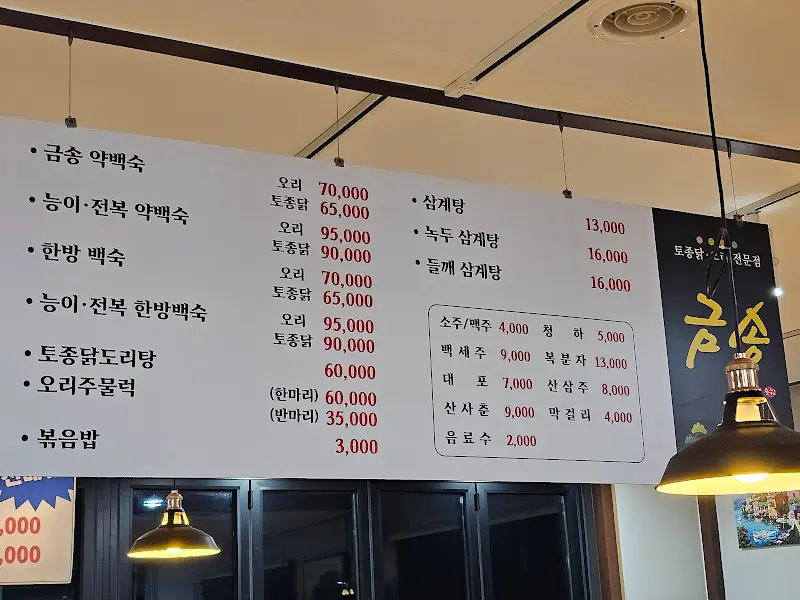 • 금송 약백숙 오리 70,000
토종닭 65,000
• 능이·전복 약백숙 오리 95,000
토종닭 90,000
• 한방 백숙 오리 70,000
토종닭 65,000
• 능이·전복 한방백숙 오리 95,000
토종닭 90,000
• 토종닭도리탕 60,000
• 오리주물럭 (한마리) 60,000
(반마리) 35,000
• 볶음밥 3,000
• 삼계탕 13,000
• 녹두 삼계탕 16,000
• 들깨 삼계탕 16,000
소주/맥주 4,000 청 하 5,000
백세주 9,000 복분자 13,000
대 포 7,000 산삼주 8,000
산사춘 9,000 막걸리 4,000
음료수 2,000
토종닭·오리 전문점
금송
,000
,000